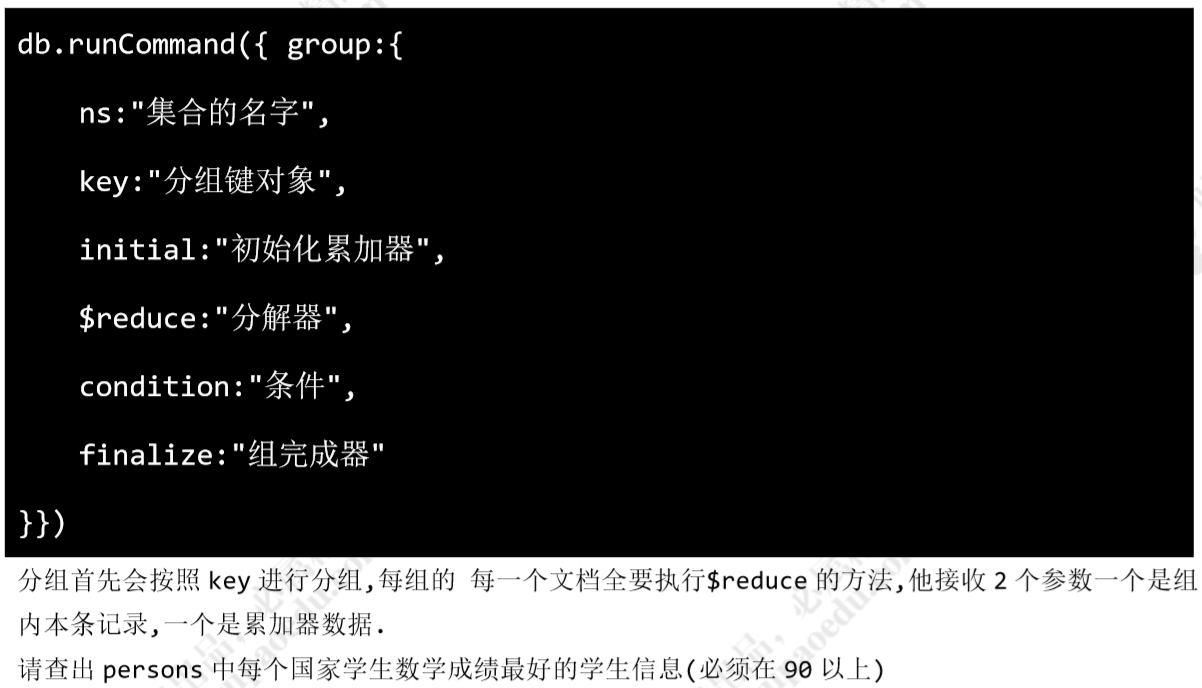 db.runCommand({ group:{
ns:"集合的名字",
key:"分组键对象",
initial:"初始化累加器",
$reduce:"分解器",
condition:"条件",
finalize:"组完成器"
}})
分组首先会按照 key 进行分组,每组的 每一个文档全要执行$reduce 的方法,他接收 2 个参数一个是组
内本条记录,一个是累加器数据.
请查出 persons 中每个国家学生数学成绩最好的学生信息(必须在 90 以上)